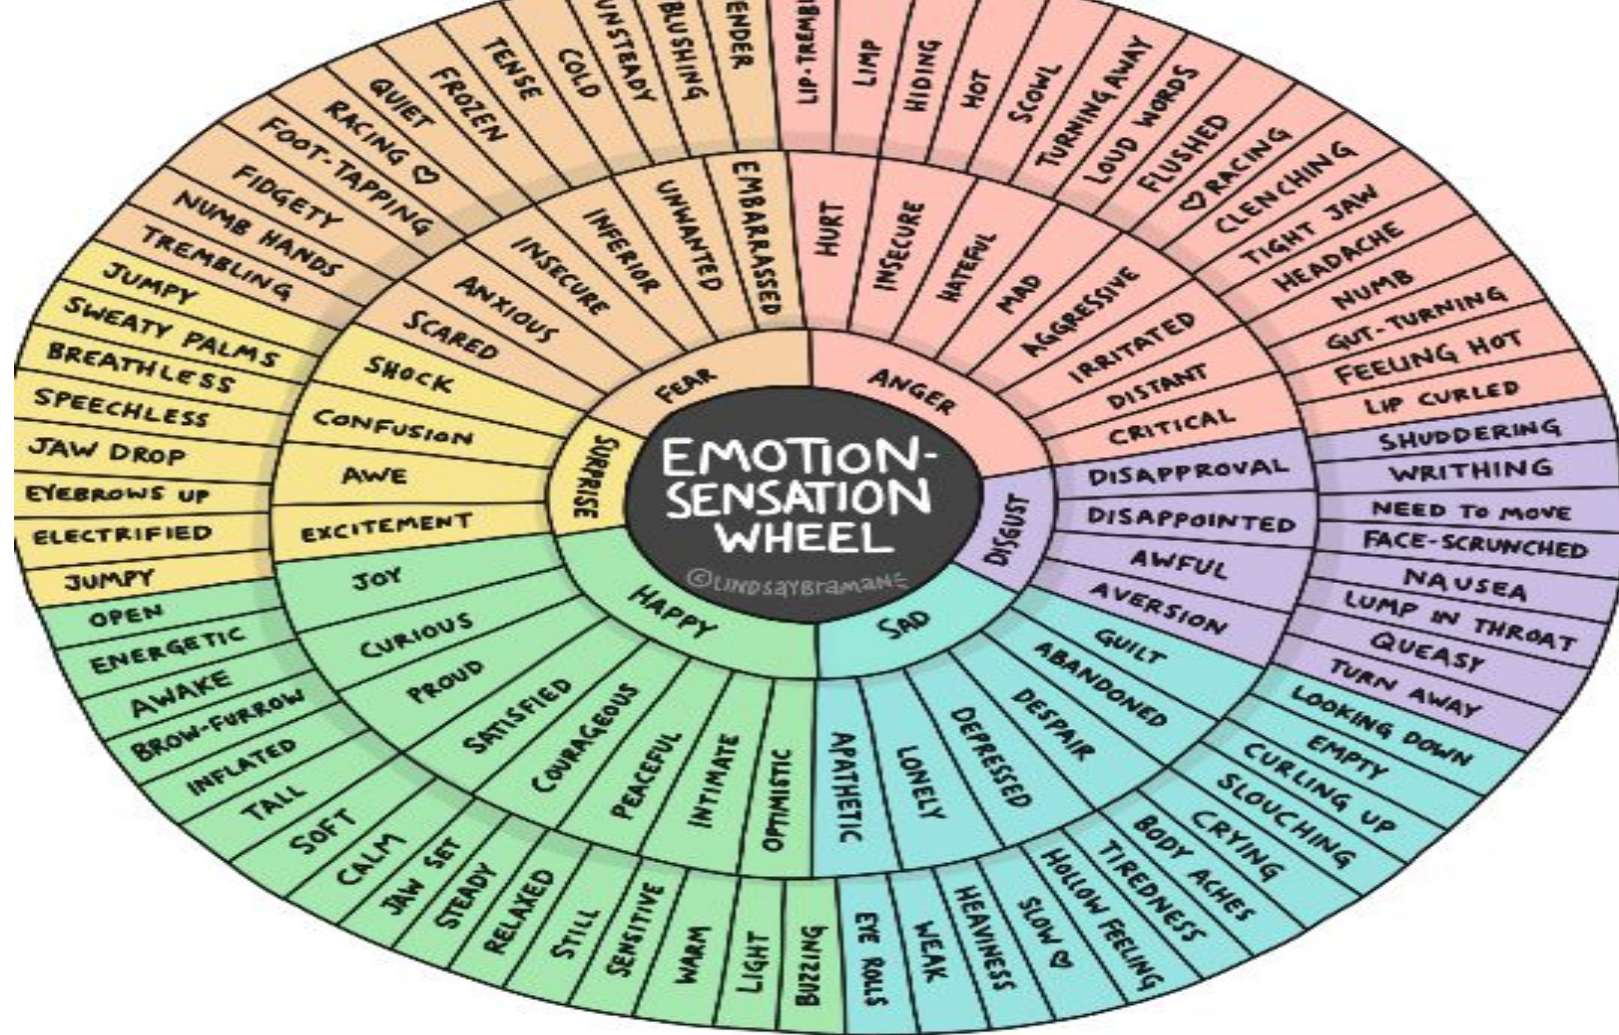 EMOTION-
SENSATION
WHEEL
©LINDSAYBRAMAN
FEAR
ANGER
DISGUST
SAD
HAPPY
SURPRISE
HURT
INSECURE
HATEFUL
MAD
AGGRESSIVE
IRRITATED
DISTANT
CRITICAL
DISAPPROVAL
DISAPPOINTED
AWFUL
AVERSION
GUILT
ABANDONED
DESPAIR
DEPRESSED
LONELY
APATHETIC
OPTIMISTIC
INTIMATE
PEACEFUL
COURAGEOUS
SATISFIED
PROUD
CURIOUS
JOY
EXCITEMENT
AWE
CONFUSION
SHOCK
SCARED
ANXIOUS
INSECURE
INFERIOR
UNWANTED
EMBARRASSED
LIP-TREMB
LIMP
HIDING
HOT
SCOWL
TURNING AWAY
LOUD WORDS
FLUSHED
♡ RACING
CLENCHING
TIGHT JAW
HEADACHE
NUMB
GUT-TURNING
FEELING HOT
LIP CURLED
SHUDDERING
WRITHING
NEED TO MOVE
FACE-SCRUNCHED
NAUSEA
LUMP IN THROAT
QUEASY
TURN AWAY
LOOKING DOWN
EMPTY
CURLING UP
SLOUCHING
CRYING
BODY ACHES
TIREDNESS
HOLLOW FEELING
SLOW ♡
HEAVINESS
WEAK
EYE ROLLS
BUZZING
LIGHT
WARM
SENSITIVE
STILL
RELAXED
STEADY
JAW SET
CALM
SOFT
TALL
INFLATED
BROW-FURROW
AWAKE
ENERGETIC
OPEN
JUMPY
ELECTRIFIED
EYEBROWS UP
JAW DROP
SPEECHLESS
BREATHLESS
SWEATY PALMS
JUMPY
TREMBLING
NUMB HANDS
FIDGETY
FOOT-TAPPING
RACING ♡
QUIET
FROZEN
TENSE
COLD
UNSTEADY
BLUSHING
ENDER